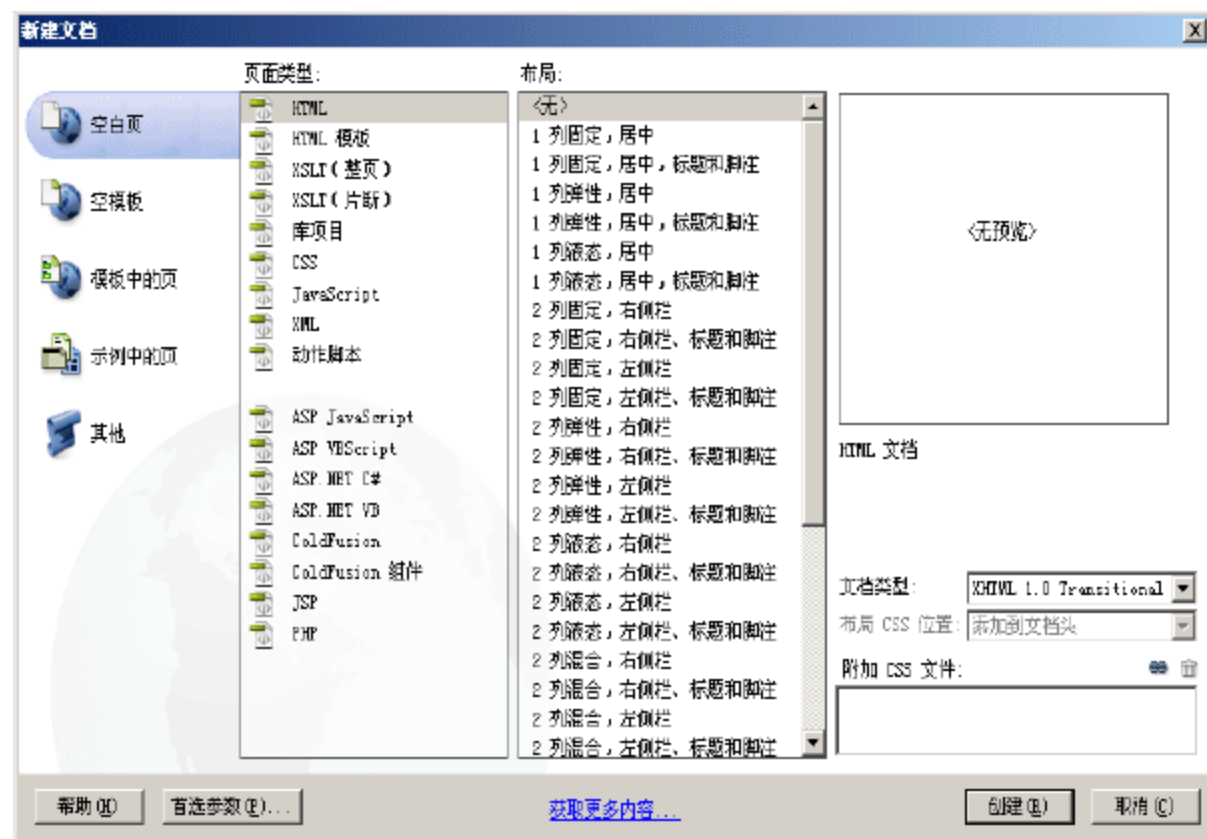 新建文档
页面类型:
布局:
空白页
空模板
模板中的页
示例中的页
其他
HTML
HTML 模板
XSLT(整页)
XSLT(片断)
库项目
CSS
JavaScript
XML
动性脚本
ASP JavaScript
ASP VBScript
ASP.NET C#
ASP.NET VB
ColdFusion
ColdFusion 组件
JSP
PHP
<无>
1 列固定,居中
1 列固定,居中,标题和脚注
1 列弹性,居中
1 列弹性,居中,标题和脚注
1 列液态,居中
1 列液态,居中,标题和脚注
2 列固定,右侧栏
2 列固定,右侧栏、标题和脚注
2 列固定,左侧栏
2 列固定,左侧栏、标题和脚注
2 列弹性,右侧栏
2 列弹性,右侧栏、标题和脚注
2 列弹性,左侧栏
2 列弹性,左侧栏、标题和脚注
2 列液态,右侧栏
2 列液态,右侧栏、标题和脚注
2 列液态,左侧栏
2 列液态,左侧栏、标题和脚注
2 列混合,右侧栏
2 列混合,右侧栏、标题和脚注
2 列混合,左侧栏
2 列混合,左侧栏、标题和脚注
<无预览>
HTML 文档
文档类型: XHTML 1.0 Transitional
布局 CSS 位置: 添加到文档头
附加 CSS 文件:
帮助(H) 首选参数(P)... 获取更多内容... 创建(R) 取消(C)